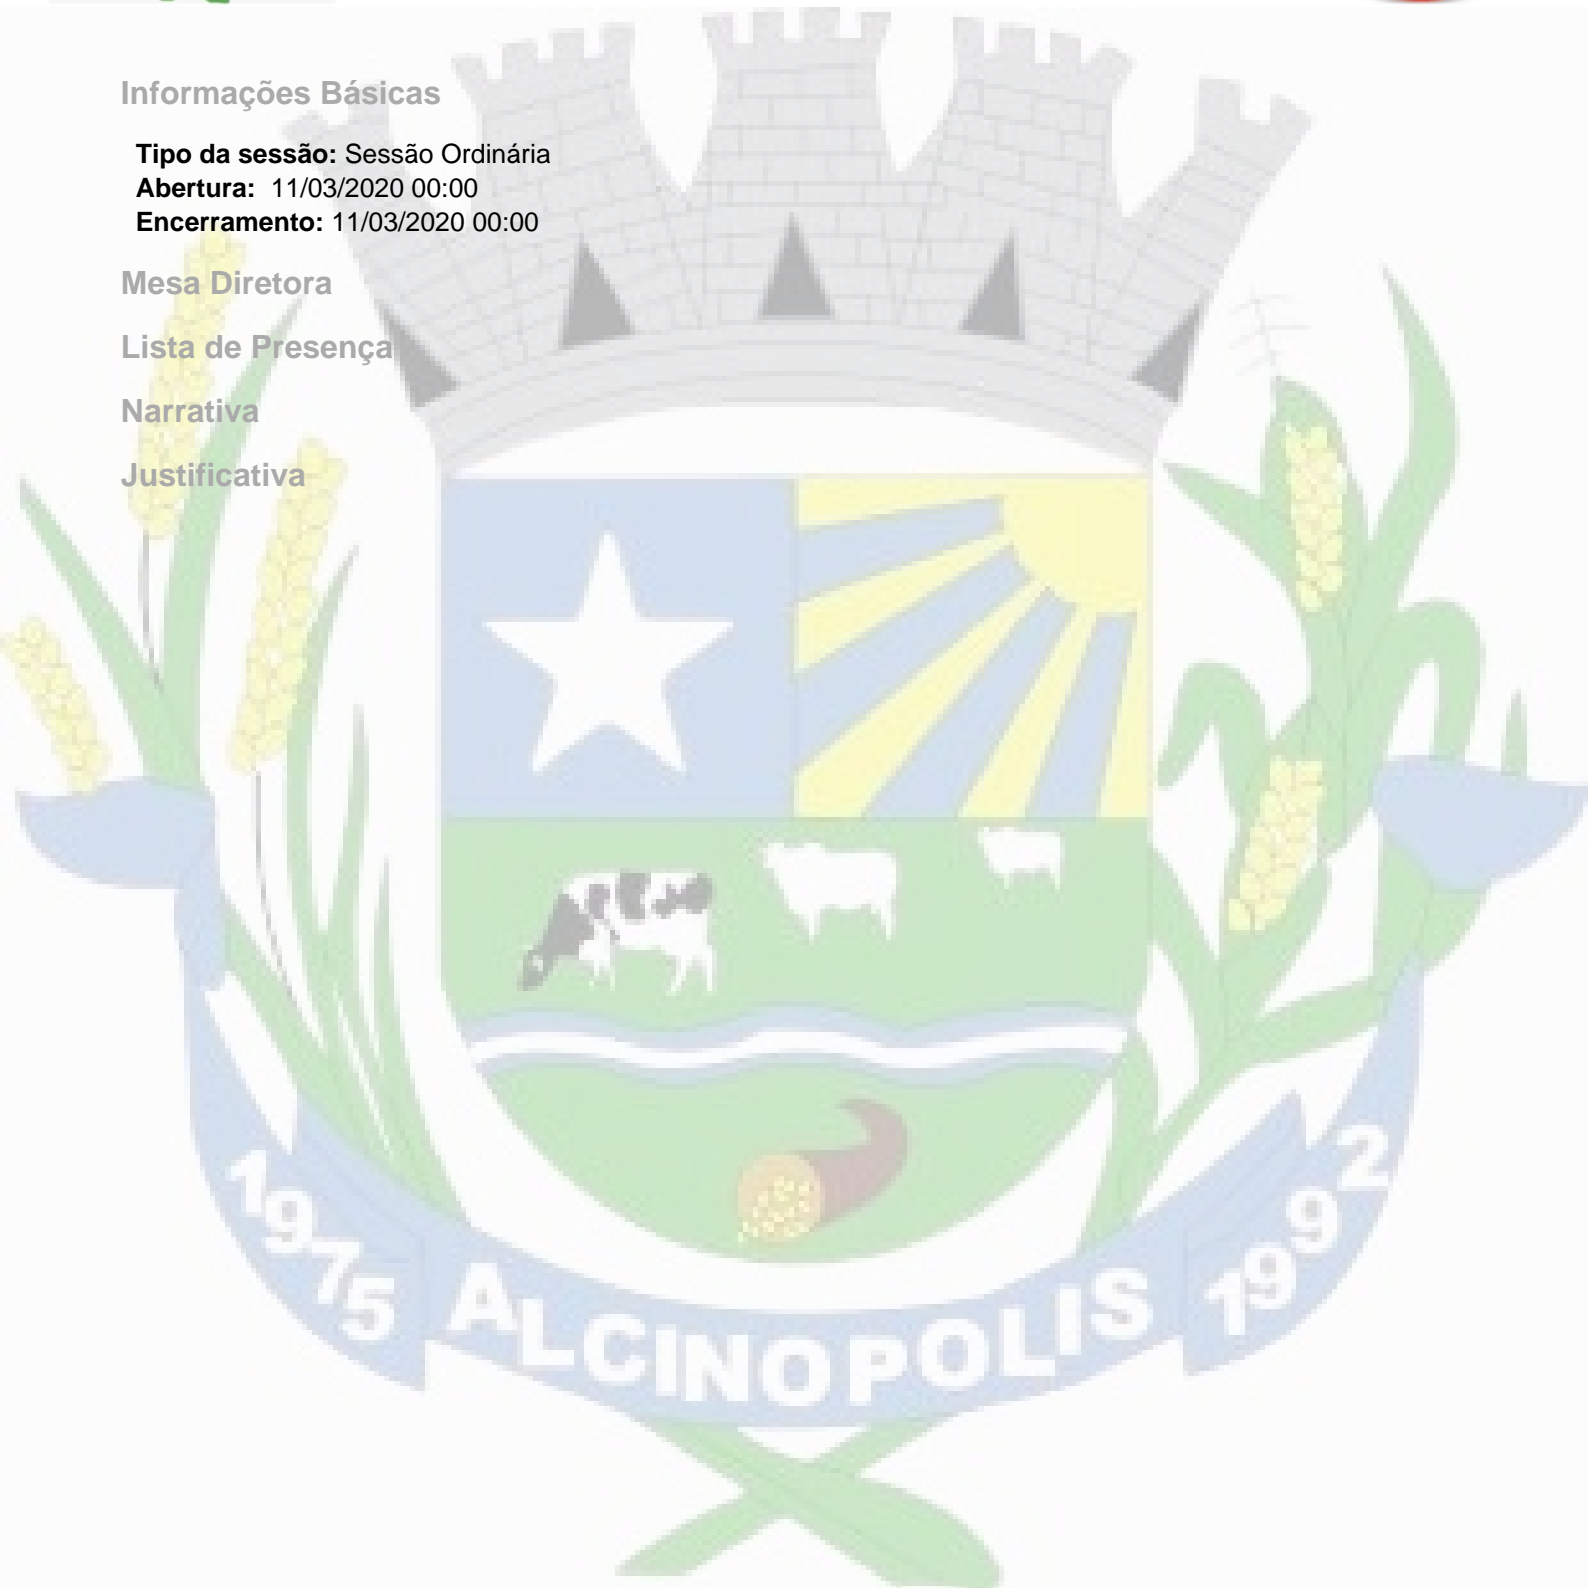 Informações Básicas
Tipo da sessão: Sessão Ordinária
Abertura: 11/03/2020 00:00
Encerramento: 11/03/2020 00:00
Mesa Diretora
Lista de Presença
Narrativa
Justificativa
1975 ALCINOPOLIS 1992